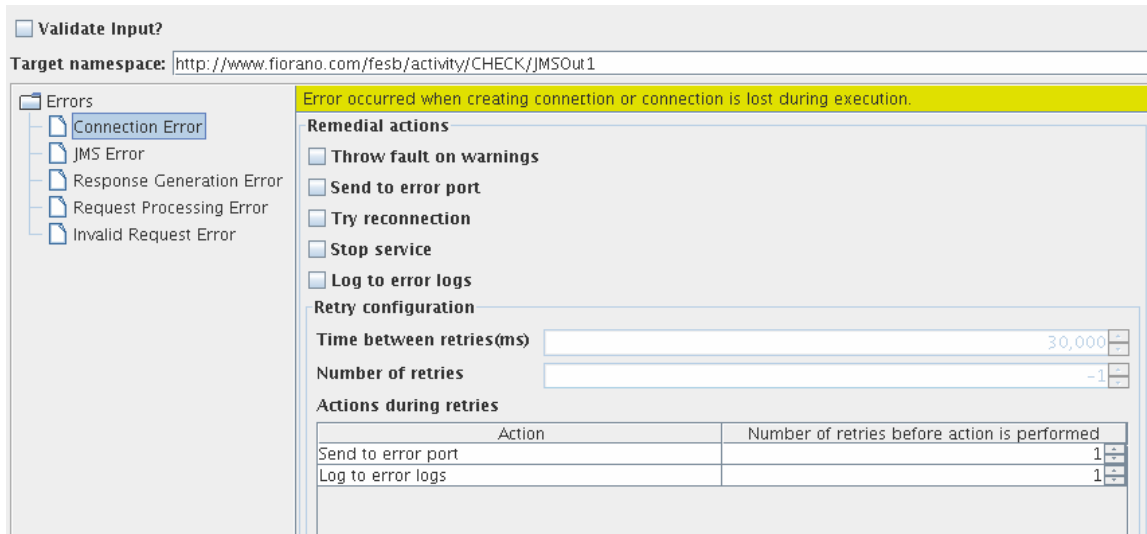 Validate Input?
Target namespace: http://www.fiorano.com/fesb/activity/CHECK/JMSOut1
Errors
Connection Error
JMS Error
Response Generation Error
Request Processing Error
Invalid Request Error
Error occurred when creating connection or connection is lost during execution.
Remedial actions
Throw fault on warnings
Send to error port
Try reconnection
Stop service
Log to error logs
Retry configuration
Time between retries(ms) 30,000
Number of retries -1
Actions during retries
Action Number of retries before action is performed
Send to error port 1
Log to error logs 1